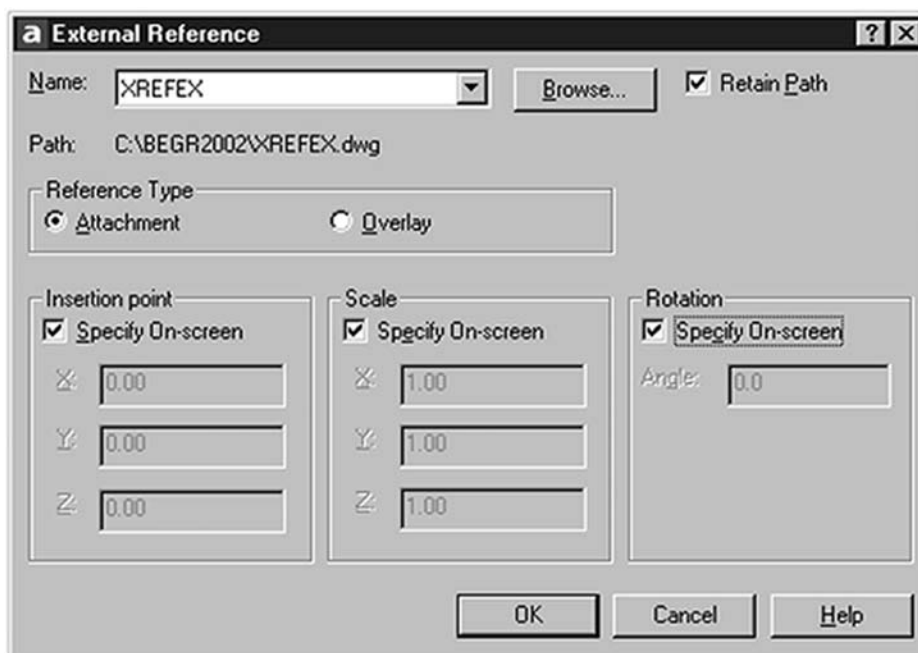 a External Reference
Name: XREFEX Browse... Retain Path
Path: C:\BEGR2002\XREFEX.dwg
Reference Type
Attachment Overlay
Insertion point Scale Rotation
Specify On-screen Specify On-screen Specify On-screen
X: 0.00 X: 1.00 Angle: 0.0
Y: 0.00 Y: 1.00
Z: 0.00 Z: 1.00
OK Cancel Help